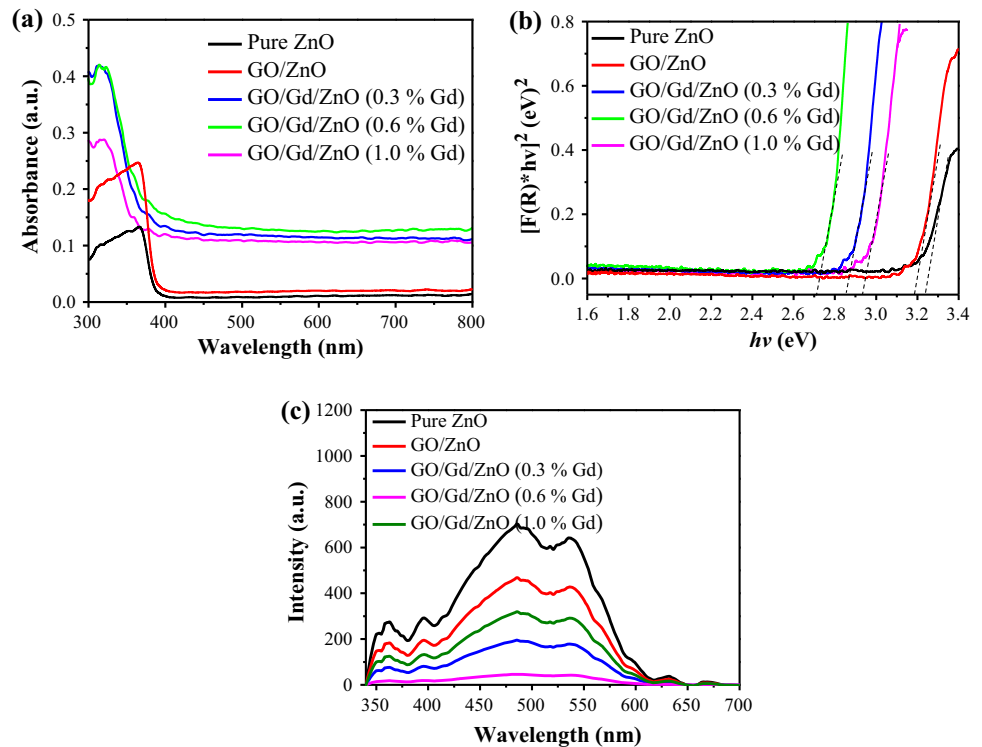 (a)
0.5
0.4
0.3
0.2
0.1
0.0
Absorbance (a.u.)
Pure ZnO
GO/ZnO
GO/Gd/ZnO (0.3 % Gd)
GO/Gd/ZnO (0.6 % Gd)
GO/Gd/ZnO (1.0 % Gd)
300 400 500 600 700 800
Wavelength (nm)
(b)
0.8
0.6
0.4
0.2
0.0
[F(R)*hν]² (eV)²
Pure ZnO
GO/ZnO
GO/Gd/ZnO (0.3 % Gd)
GO/Gd/ZnO (0.6 % Gd)
GO/Gd/ZnO (1.0 % Gd)
1.6 1.8 2.0 2.2 2.4 2.6 2.8 3.0 3.2 3.4
hν (eV)
(c)
1200
1000
800
600
400
200
0
Intensity (a.u.)
Pure ZnO
GO/ZnO
GO/Gd/ZnO (0.3 % Gd)
GO/Gd/ZnO (0.6 % Gd)
GO/Gd/ZnO (1.0 % Gd)
350 400 450 500 550 600 650 700
Wavelength (nm)